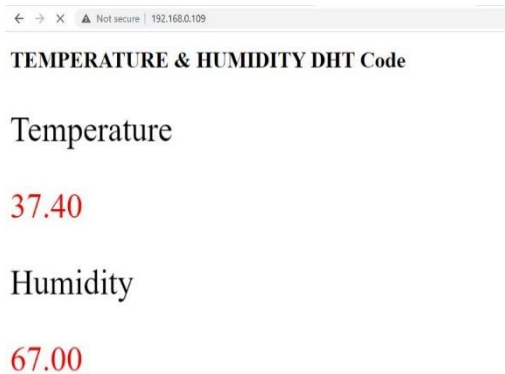 Not secure | 192.168.0.109
TEMPERATURE & HUMIDITY DHT Code
Temperature
37.40
Humidity
67.00